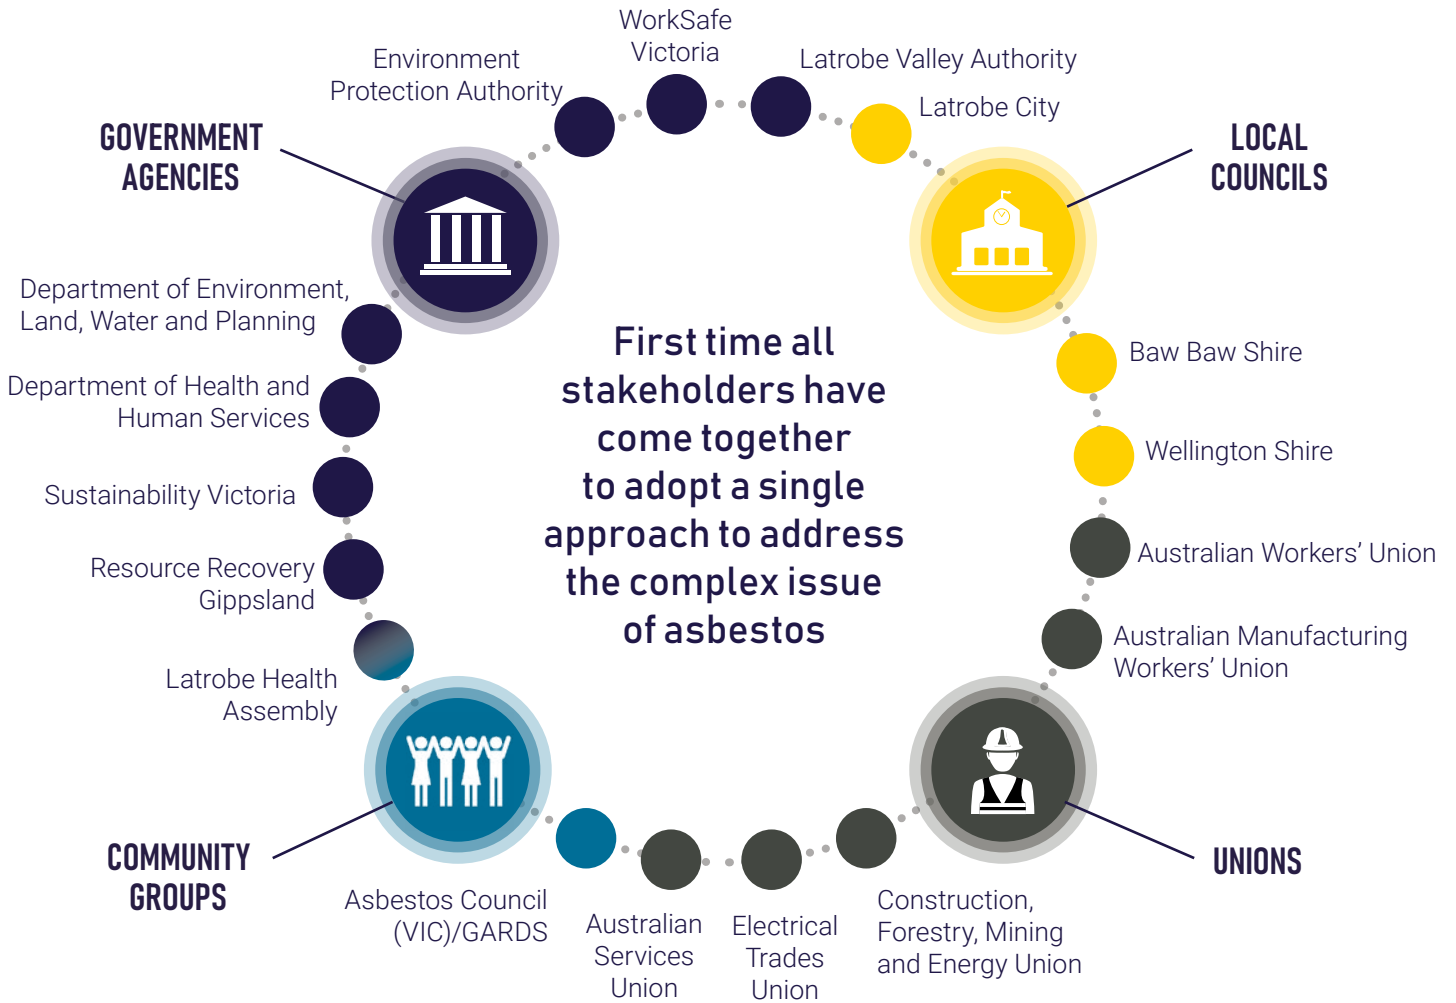 WorkSafe
Victoria
Environment
Protection Authority
Latrobe Valley Authority
Latrobe City
GOVERNMENT
AGENCIES
LOCAL
COUNCILS
Department of Environment,
Land, Water and Planning
Department of Health and
Human Services
Sustainability Victoria
Resource Recovery
Gippsland
Latrobe Health
Assembly
First time all
stakeholders have
come together
to adopt a single
approach to address
the complex issue
of asbestos
Baw Baw Shire
Wellington Shire
Australian Workers’ Union
Australian Manufacturing
Workers’ Union
COMMUNITY
GROUPS
UNIONS
Asbestos Council
(VIC)/GARDS
Australian
Services
Union
Electrical
Trades
Union
Construction,
Forestry, Mining
and Energy Union